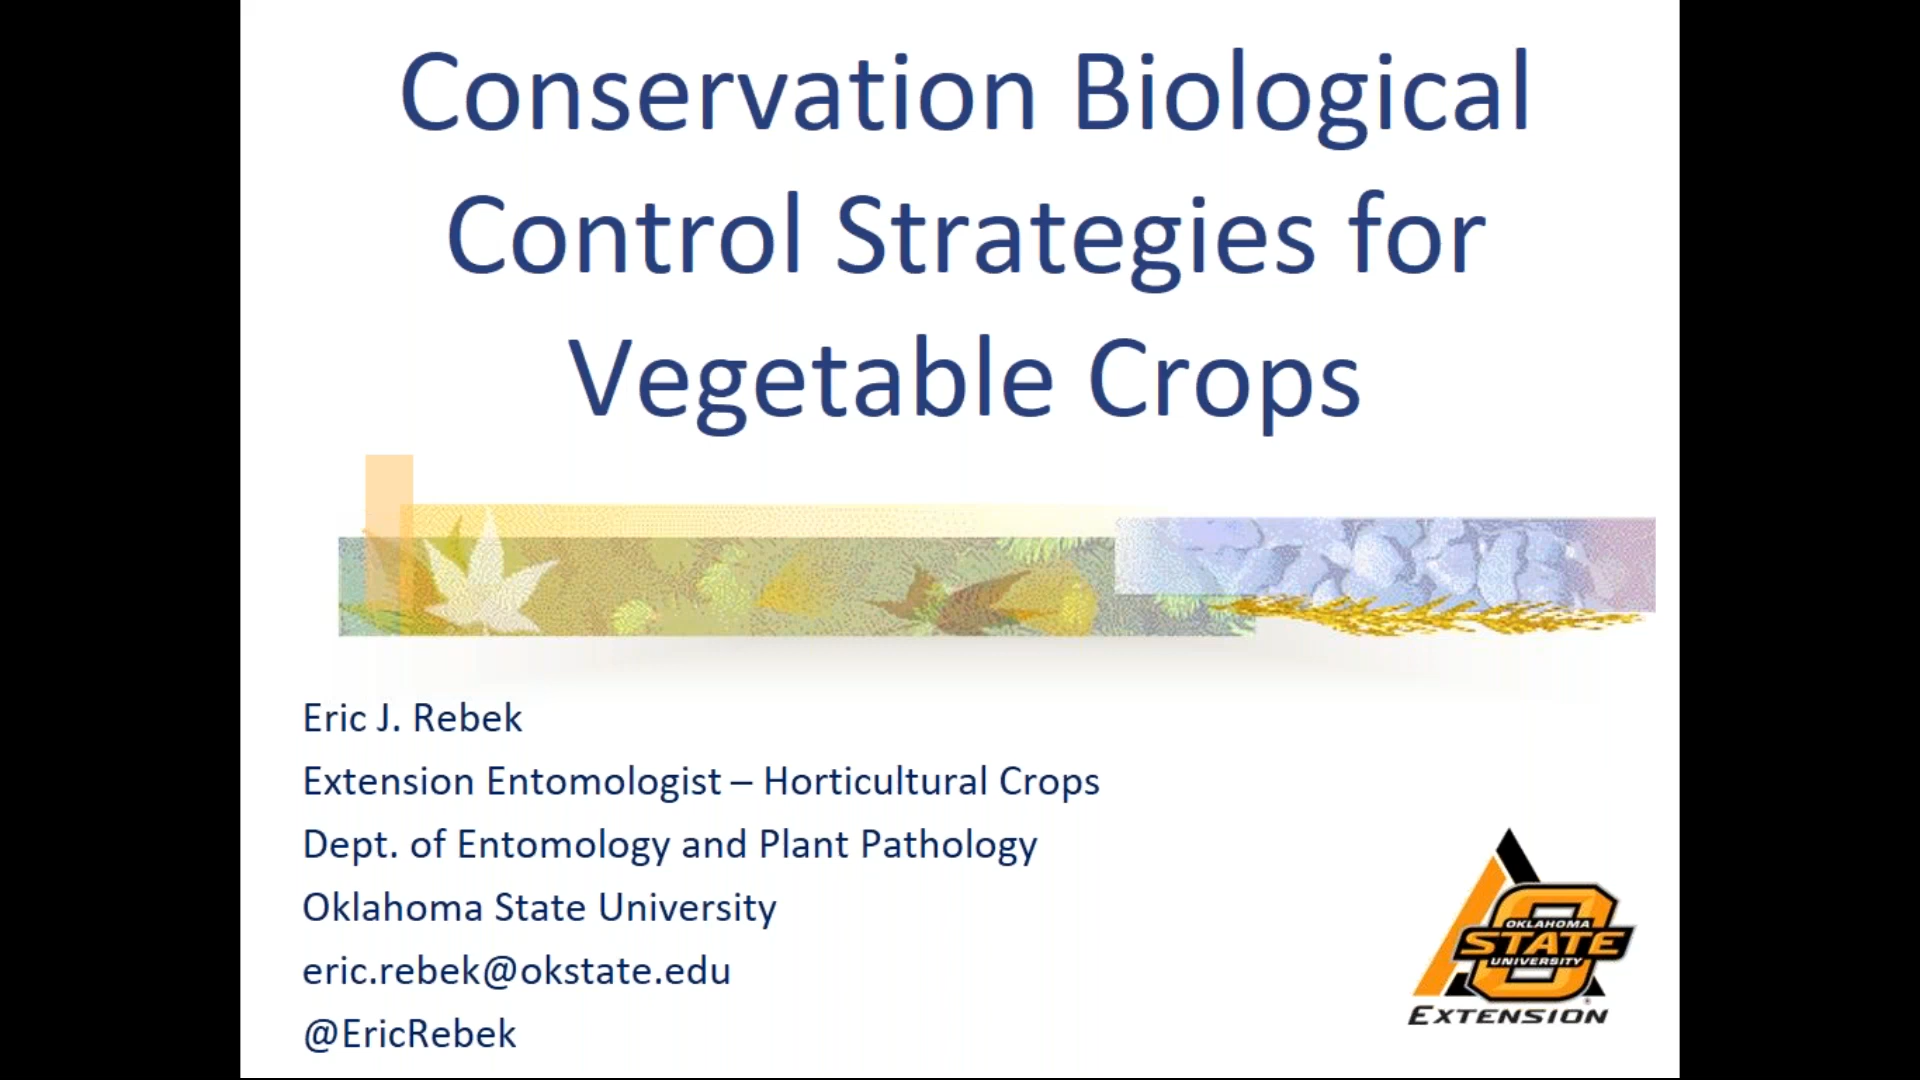 Conservation Biological
Control Strategies for
Vegetable Crops
Eric J. Rebek
Extension Entomologist – Horticultural Crops
Dept. of Entomology and Plant Pathology
Oklahoma State University
eric.rebek@okstate.edu
@EricRebek
OKLAHOMA
STATE
UNIVERSITY
EXTENSION